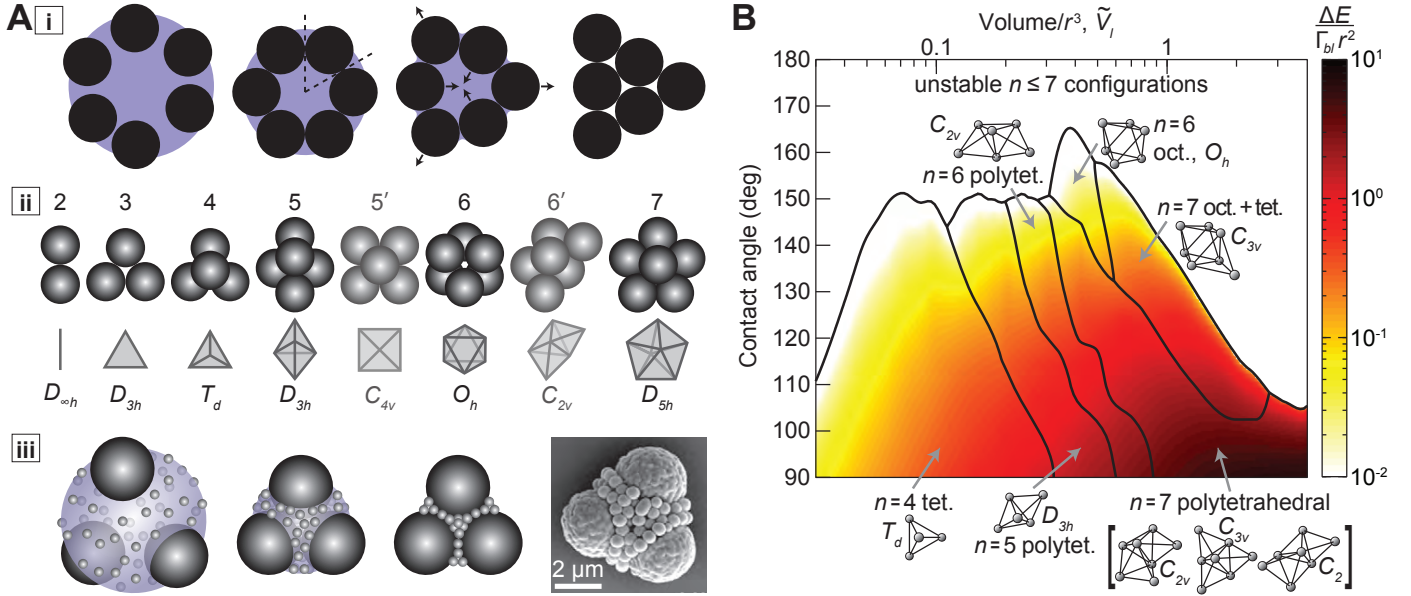 A
i
ii
2 3 4 5 5′ 6 6′ 7
D∞h D3h Td D3h C4v Oh C2v D5h
iii
2 μm
B
Volume/r³, Ṽl
0.1 1
ΔE
Γbl r²
Contact angle (deg)
180
170
160
150
140
130
120
110
100
90
unstable n ≤ 7 configurations
C2v
n=6 polytet.
n=6
oct., Oh
n=7 oct.+tet.
C3v
10¹
10⁰
10⁻¹
10⁻²
n=4 tet.
Td
D3h
n=5 polytet.
n=7 polytetrahedral
C2v C3v C2